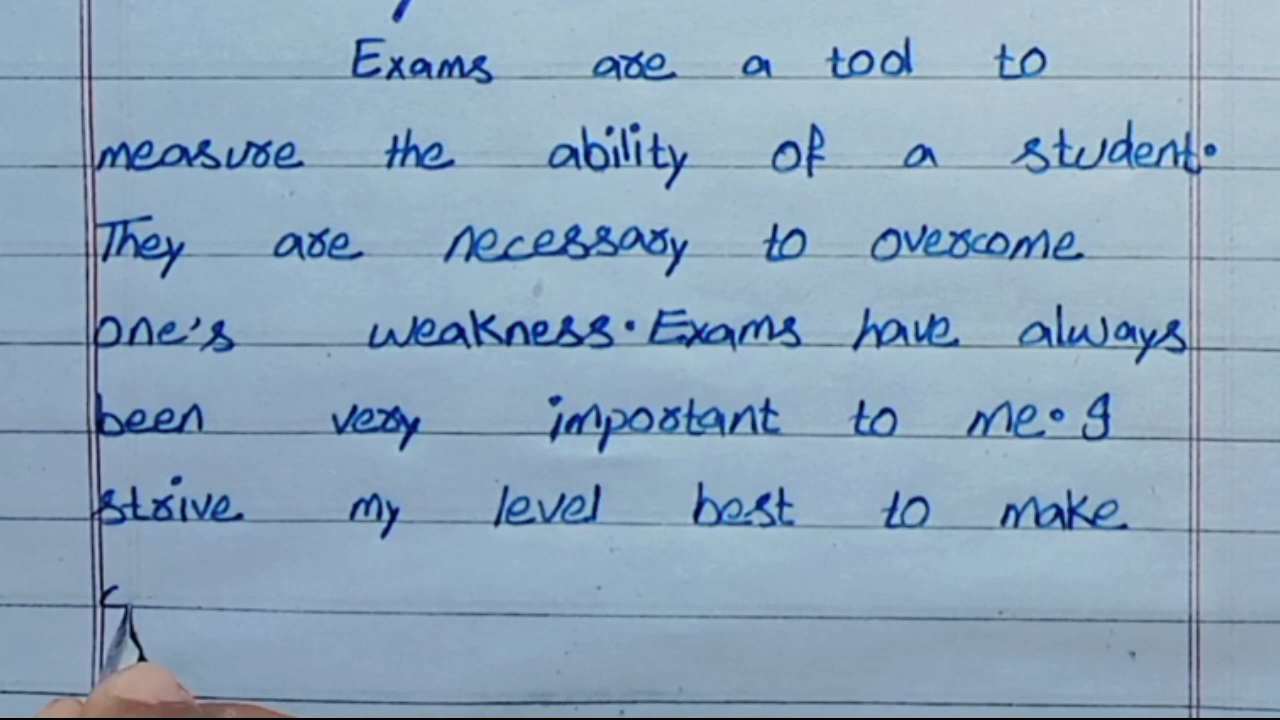 Exams are a tool to
measure the ability of a student.
They are necessary to overcome
one's weakness. Exams have always
been very important to me. I
strive my level best to make